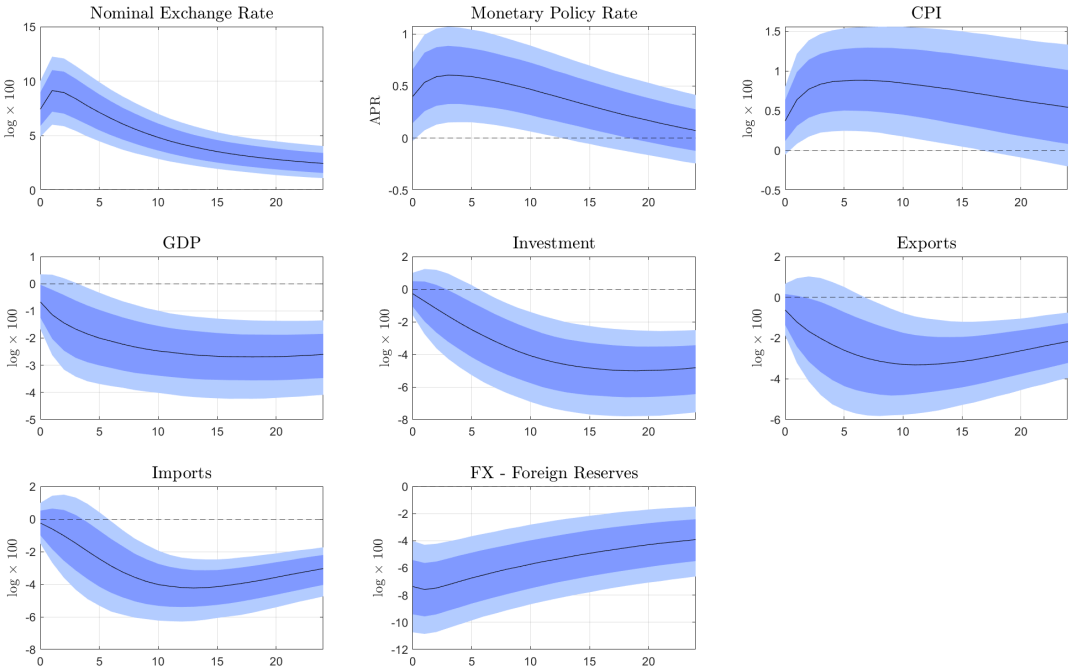 Nominal Exchange Rate
15
10
5
0
log × 100
0 5 10 15 20
Monetary Policy Rate
1
0.5
0
-0.5
APR
0 5 10 15 20
CPI
1.5
1
0.5
0
-0.5
log × 100
0 5 10 15 20
GDP
1
0
-1
-2
-3
-4
-5
log × 100
0 5 10 15 20
Investment
2
0
-2
-4
-6
-8
log × 100
0 5 10 15 20
Exports
2
0
-2
-4
-6
log × 100
0 5 10 15 20
Imports
2
0
-2
-4
-6
-8
log × 100
0 5 10 15 20
FX - Foreign Reserves
0
-2
-4
-6
-8
-10
-12
log × 100
0 5 10 15 20